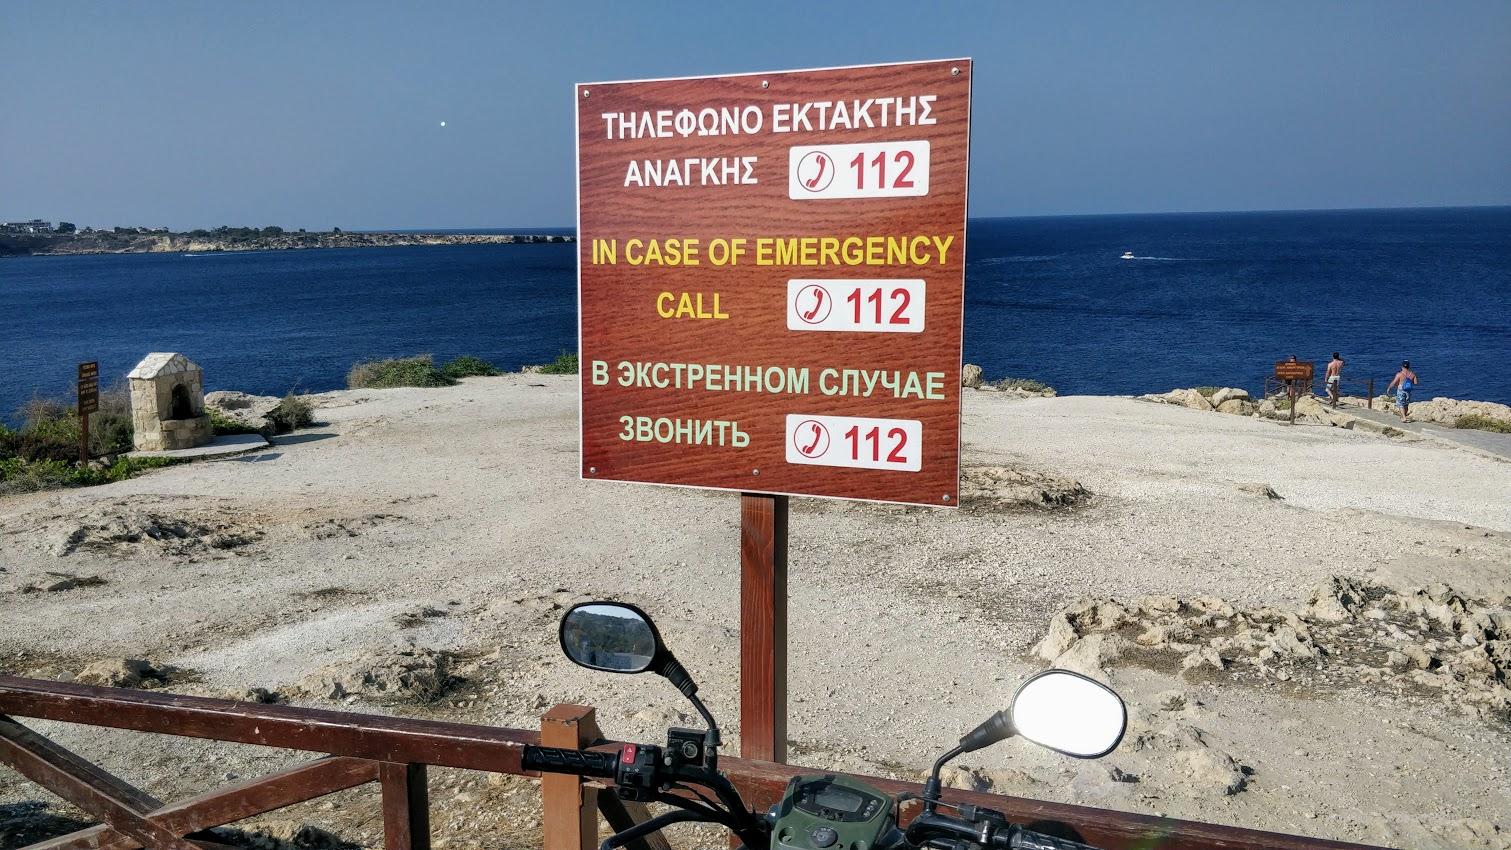 ΤΗΛΕΦΩΝΟ ΕΚΤΑΚΤΗΣ
ΑΝΑΓΚΗΣ 112
IN CASE OF EMERGENCY
CALL 112
В ЭКСТРЕННОМ СЛУЧАЕ
ЗВОНИТЬ 112